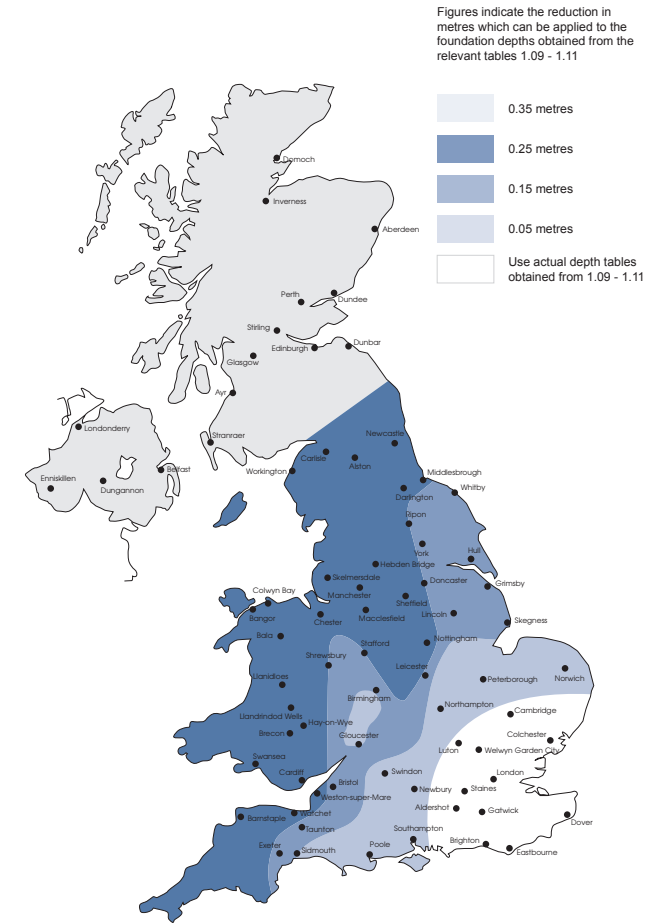 Figures indicate the reduction in
metres which can be applied to the
foundation depths obtained from the
relevant tables 1.09 - 1.11
0.35 metres
0.25 metres
0.15 metres
0.05 metres
Use actual depth tables
obtained from 1.09 - 1.11
Dornoch
Inverness
Aberdeen
Perth
Dundee
Stirling
Edinburgh
Dunbar
Glasgow
Ayr
Stranraer
Londonderry
Belfast
Enniskillen
Dungannon
Newcastle
Carlisle
Alston
Workington
Middlesbrough
Whitby
Darlington
Ripon
York
Hull
Hebden Bridge
Skelmersdale
Manchester
Doncaster
Grimsby
Sheffield
Colwyn Bay
Bangor
Chester
Macclesfield
Lincoln
Skegness
Bala
Stafford
Nottingham
Shrewsbury
Leicester
Norwich
Llanidloes
Peterborough
Birmingham
Northampton
Cambridge
Llandrindod Wells
Hay-on-Wye
Brecon
Gloucester
Colchester
Luton
Welwyn Garden City
Swansea
Cardiff
Swindon
London
Bristol
Newbury
Staines
Weston-super-Mare
Aldershot
Gatwick
Barnstaple
Watchet
Dover
Taunton
Southampton
Exeter
Sidmouth
Poole
Brighton
Eastbourne